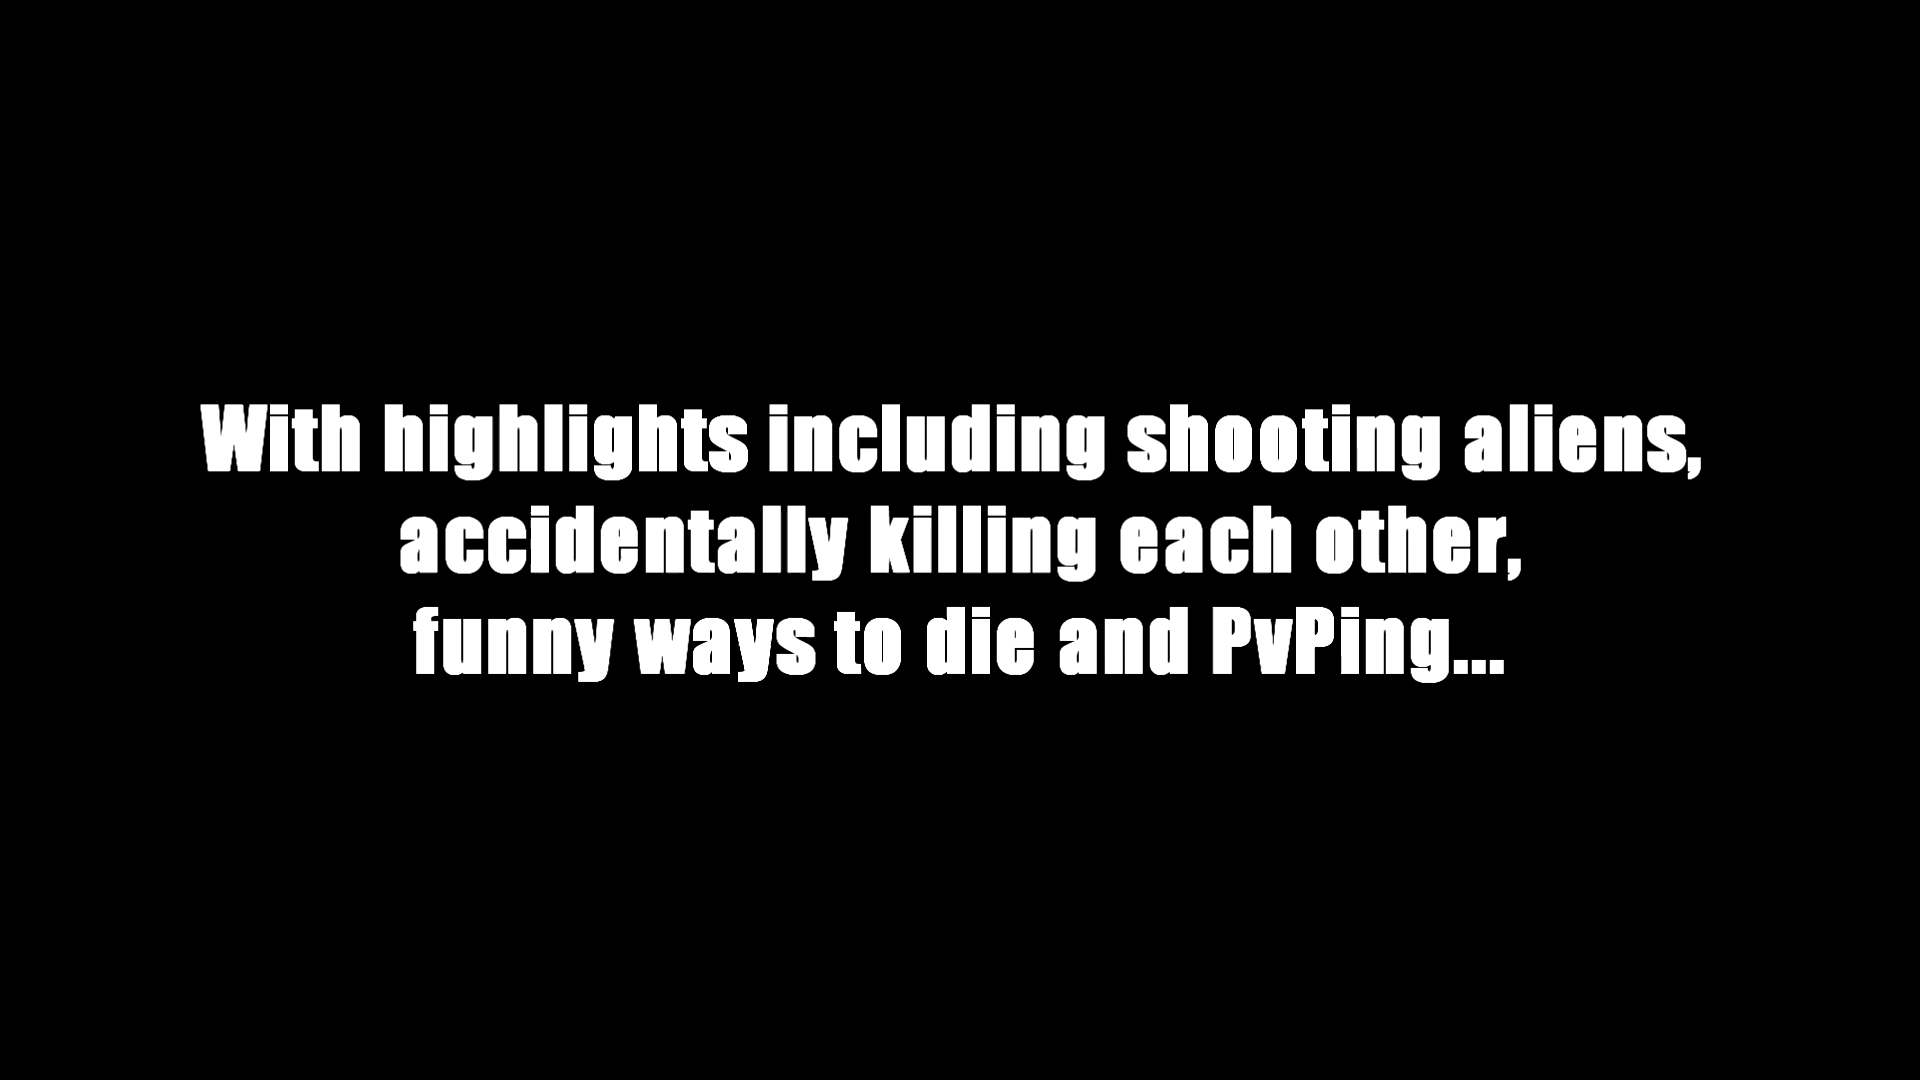 With highlights including shooting aliens,
accidentally killing each other,
funny ways to die and PvPing...